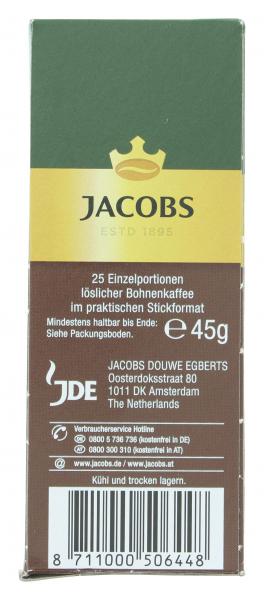 JACOBS
ESTD 1895
25 Einzelportionen
löslicher Bohnenkaffee
im praktischen Stickformat
Mindestens haltbar bis Ende:
Siehe Packungsboden.
℮ 45g
JDE
JACOBS DOUWE EGBERTS
Oosterdoksstraat 80
1011 DK Amsterdam
The Netherlands
Verbraucherservice Hotline
DE 0800 5 736 736 (kostenfrei in DE)
AT 0800 300 310 (kostenfrei in AT)
@ www.jacobs.de / www.jacobs.at
Kühl und trocken lagern.
8 711000 506448